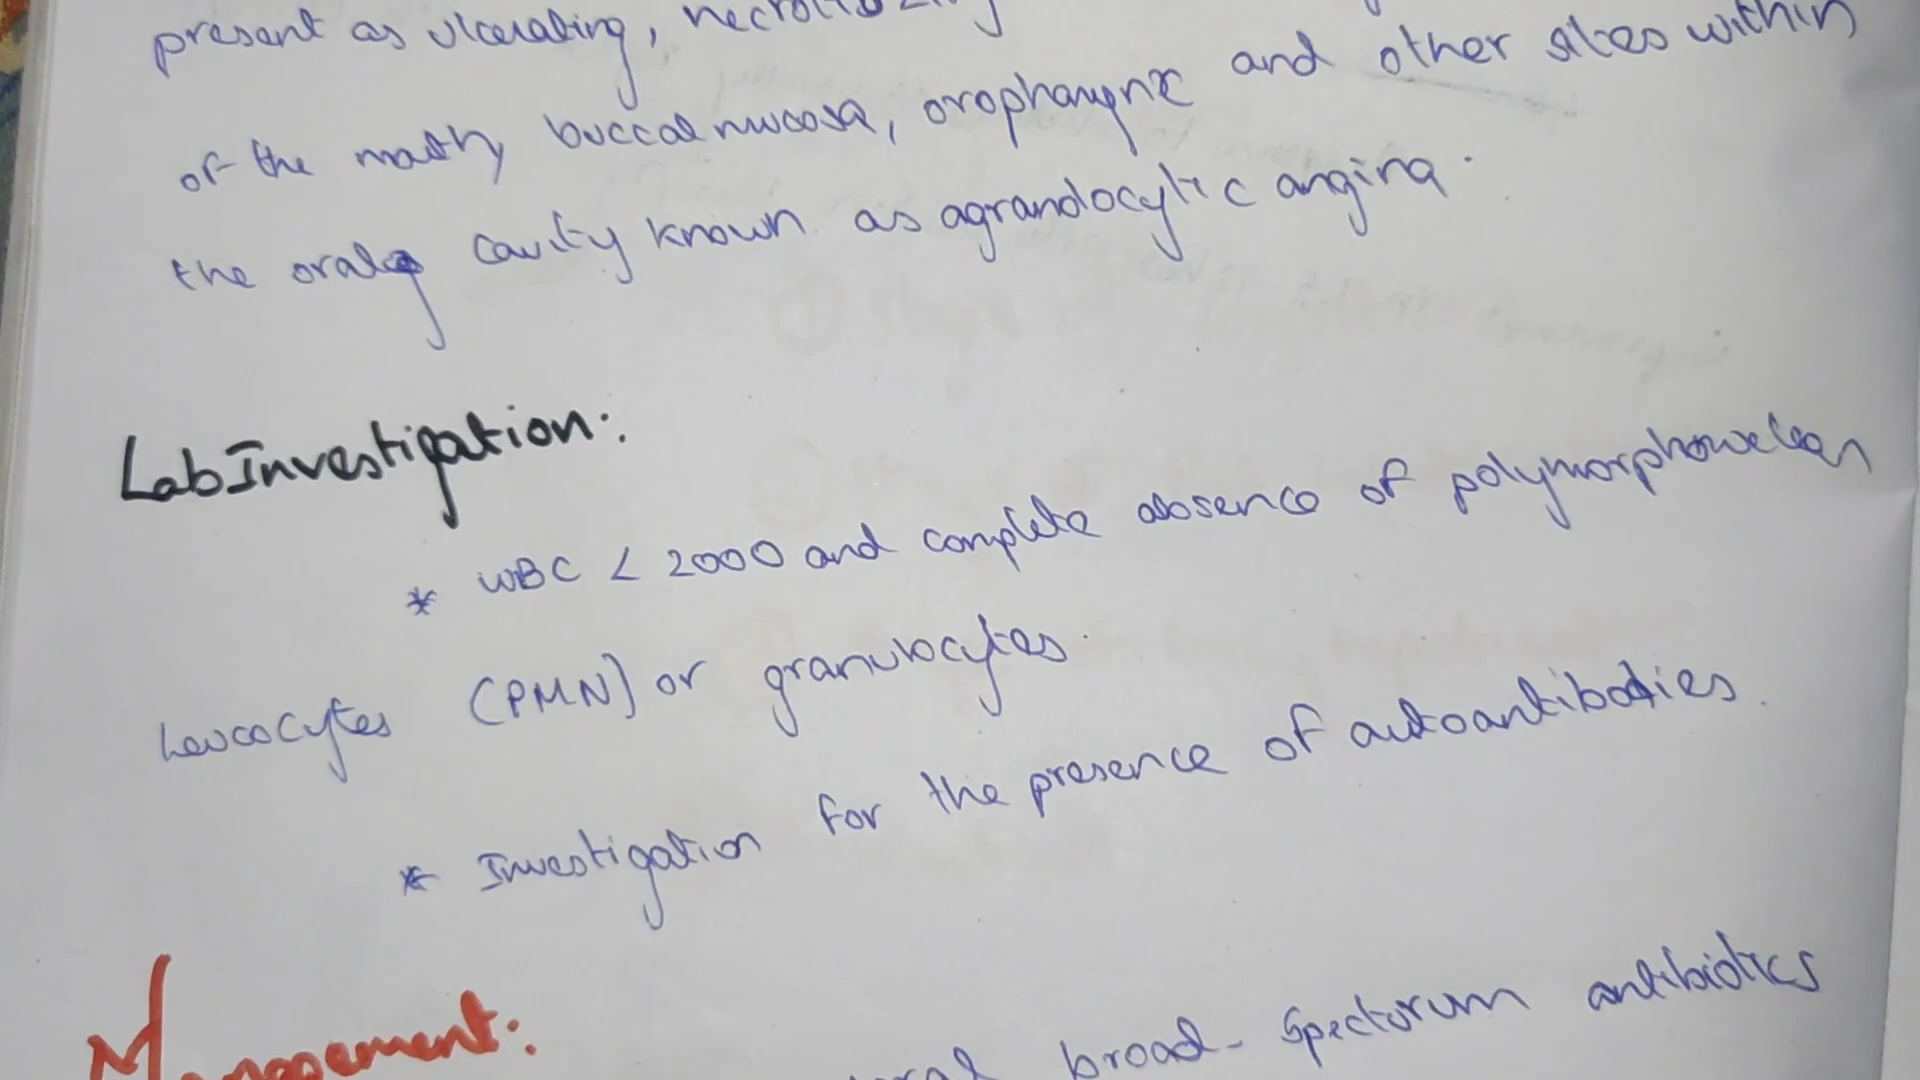 present as ulcerating, necrotizing
of the mouth, buccal mucosa, oropharynx and other sites within
the oral cavity known as agranulocytic angina.
Lab Investigation:
* WBC < 2000 and complete absence of polymorphonuclear
Leucocytes (PMN) or granulocytes.
* Investigation for the presence of autoantibodies.
Management:
broad-spectorum antibiotics